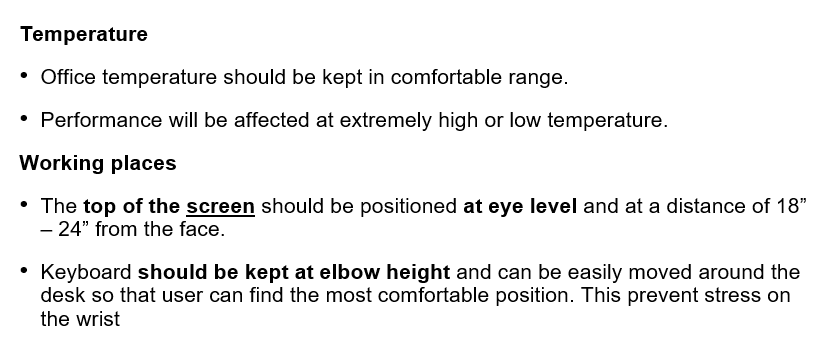 Temperature
• Office temperature should be kept in comfortable range.
• Performance will be affected at extremely high or low temperature.
Working places
• The top of the screen should be positioned at eye level and at a distance of 18”
– 24” from the face.
• Keyboard should be kept at elbow height and can be easily moved around the
desk so that user can find the most comfortable position. This prevent stress on
the wrist